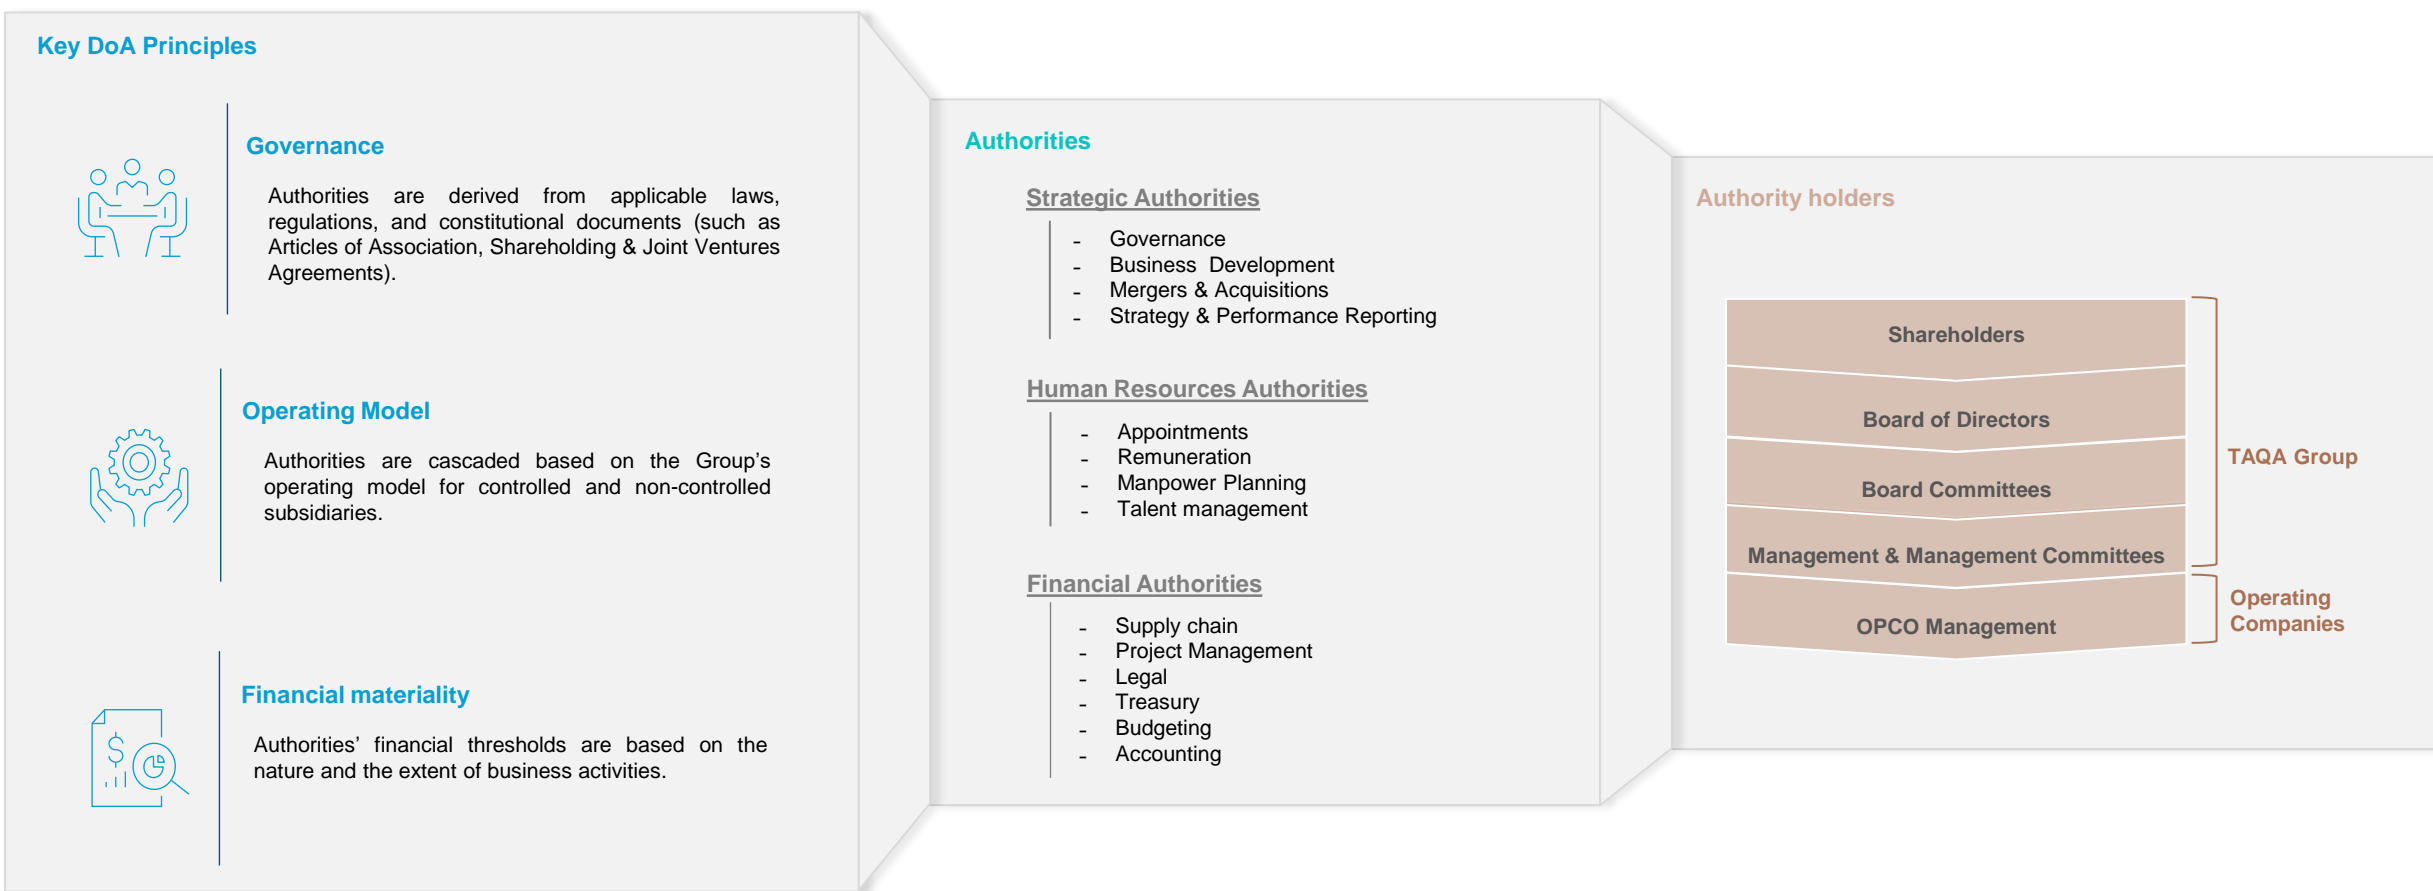 Key DoA Principles
Governance
Authorities are derived from applicable laws,
regulations, and constitutional documents (such as
Articles of Association, Shareholding & Joint Ventures
Agreements).
Operating Model
Authorities are cascaded based on the Group’s
operating model for controlled and non-controlled
subsidiaries.
Financial materiality
Authorities’ financial thresholds are based on the
nature and the extent of business activities.
Authorities
Strategic Authorities
- Governance
- Business Development
- Mergers & Acquisitions
- Strategy & Performance Reporting
Human Resources Authorities
- Appointments
- Remuneration
- Manpower Planning
- Talent management
Financial Authorities
- Supply chain
- Project Management
- Legal
- Treasury
- Budgeting
- Accounting
Authority holders
Shareholders
Board of Directors
Board Committees
Management & Management Committees
OPCO Management
TAQA Group
Operating
Companies